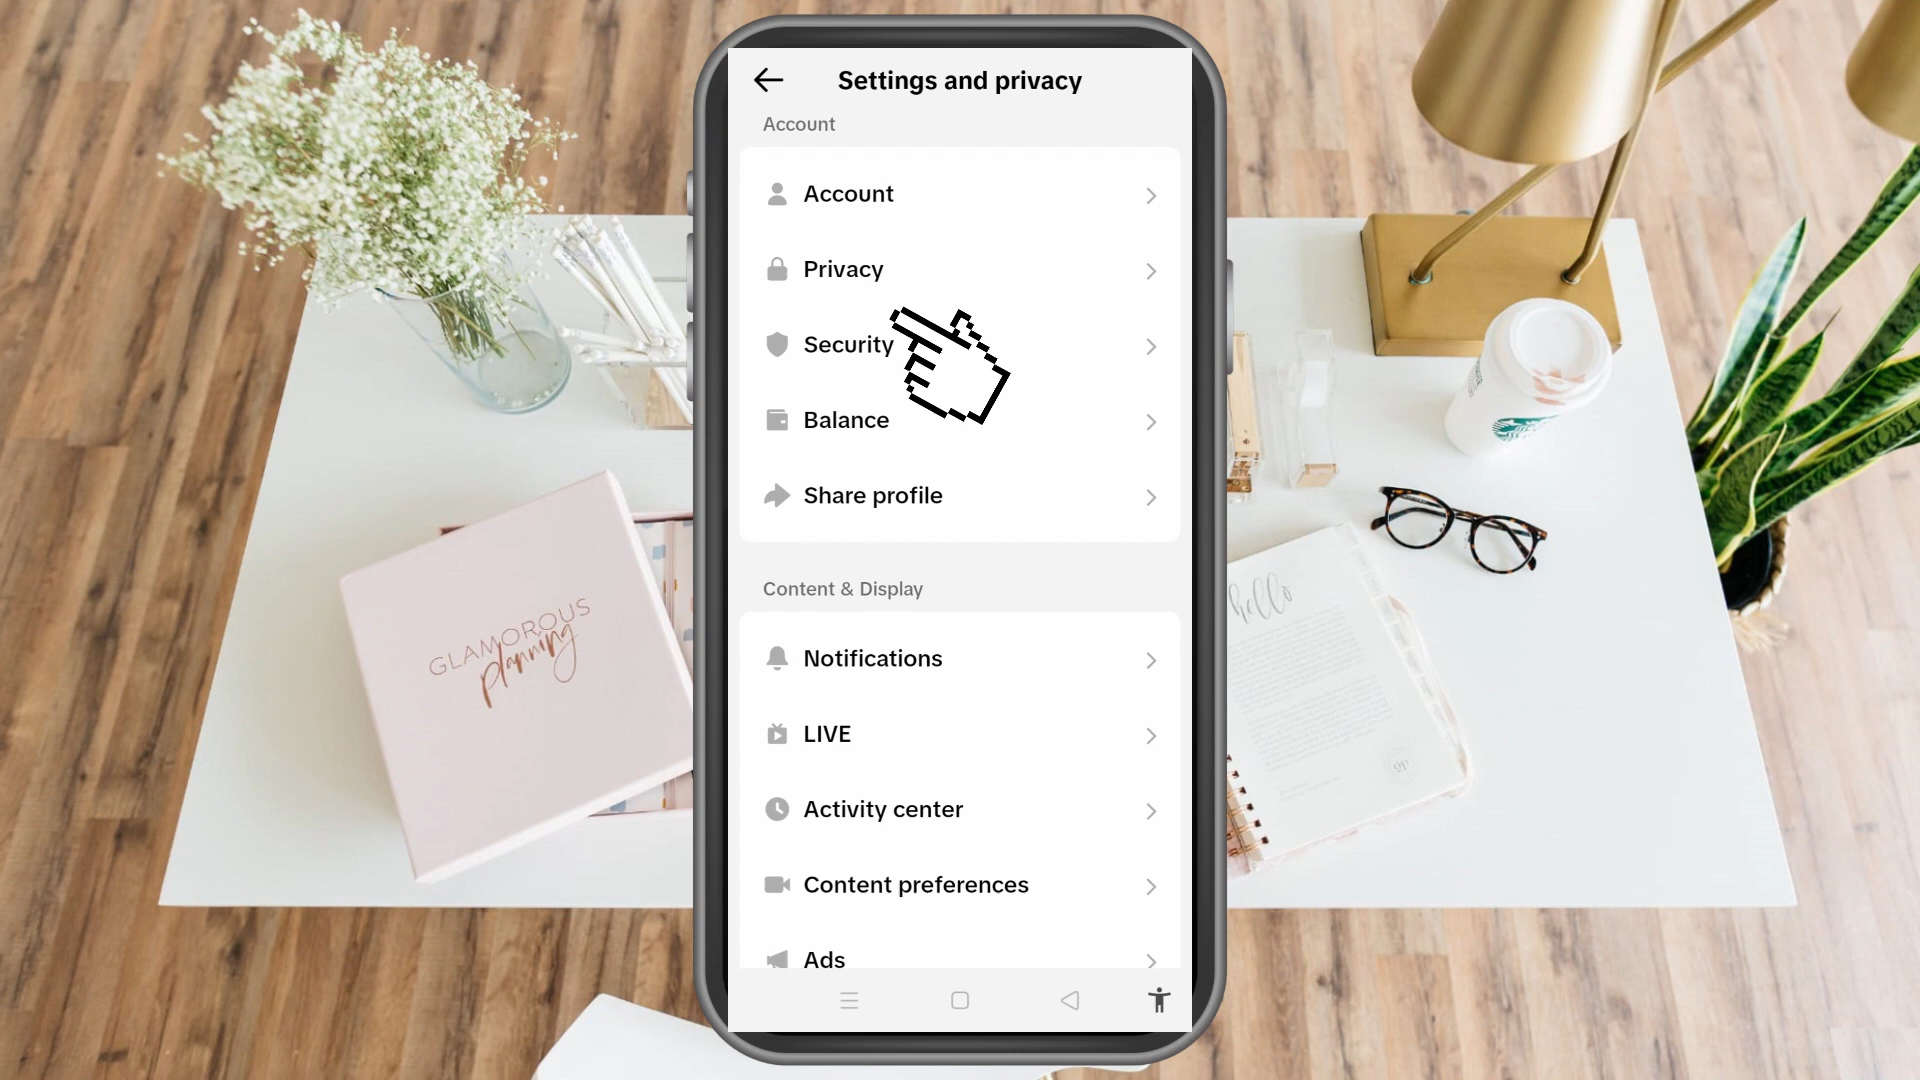 Settings and privacy
Account
Account
Privacy
Security
Balance
Share profile
Content & Display
Notifications
LIVE
Activity center
Content preferences
Ads
GLAMOROUS
planning
hello